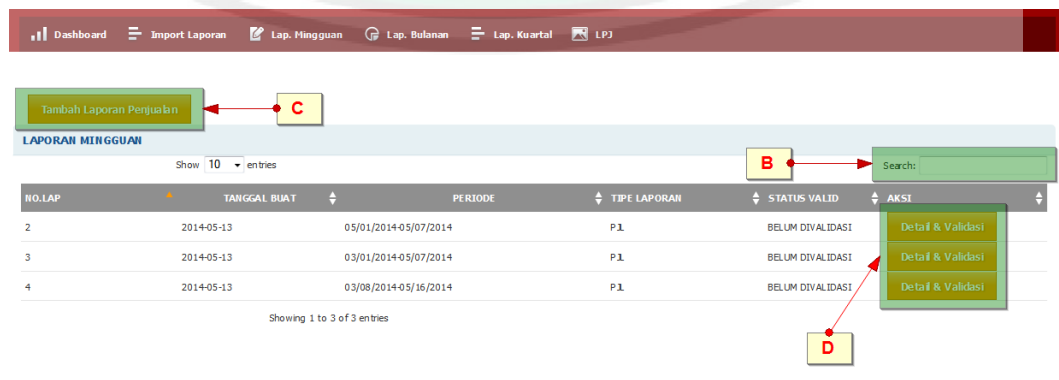 Dashboard Import Laporan Lap. Mingguan Lap. Bulanan Lap. Kuartal LPJ
Tambah Laporan Penjualan C
LAPORAN MINGGUAN
Show 10 entries B Search:
NO.LAP TANGGAL BUAT PERIODE TIPE LAPORAN STATUS VALID AKSI
2 2014-05-13 05/01/2014-05/07/2014 PJL BELUM DIVALIDASI Detail & Validasi
3 2014-05-13 03/01/2014-05/07/2014 PJL BELUM DIVALIDASI Detail & Validasi
4 2014-05-13 03/08/2014-05/16/2014 PJL BELUM DIVALIDASI Detail & Validasi
Showing 1 to 3 of 3 entries
D